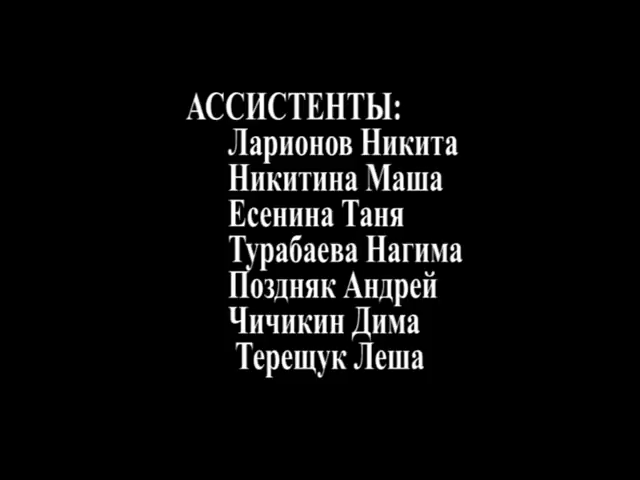 АССИСТЕНТЫ:
Ларионов Никита
Никитина Маша
Есенина Таня
Турабаева Нагима
Поздняк Андрей
Чичикин Дима
Терещук Леша